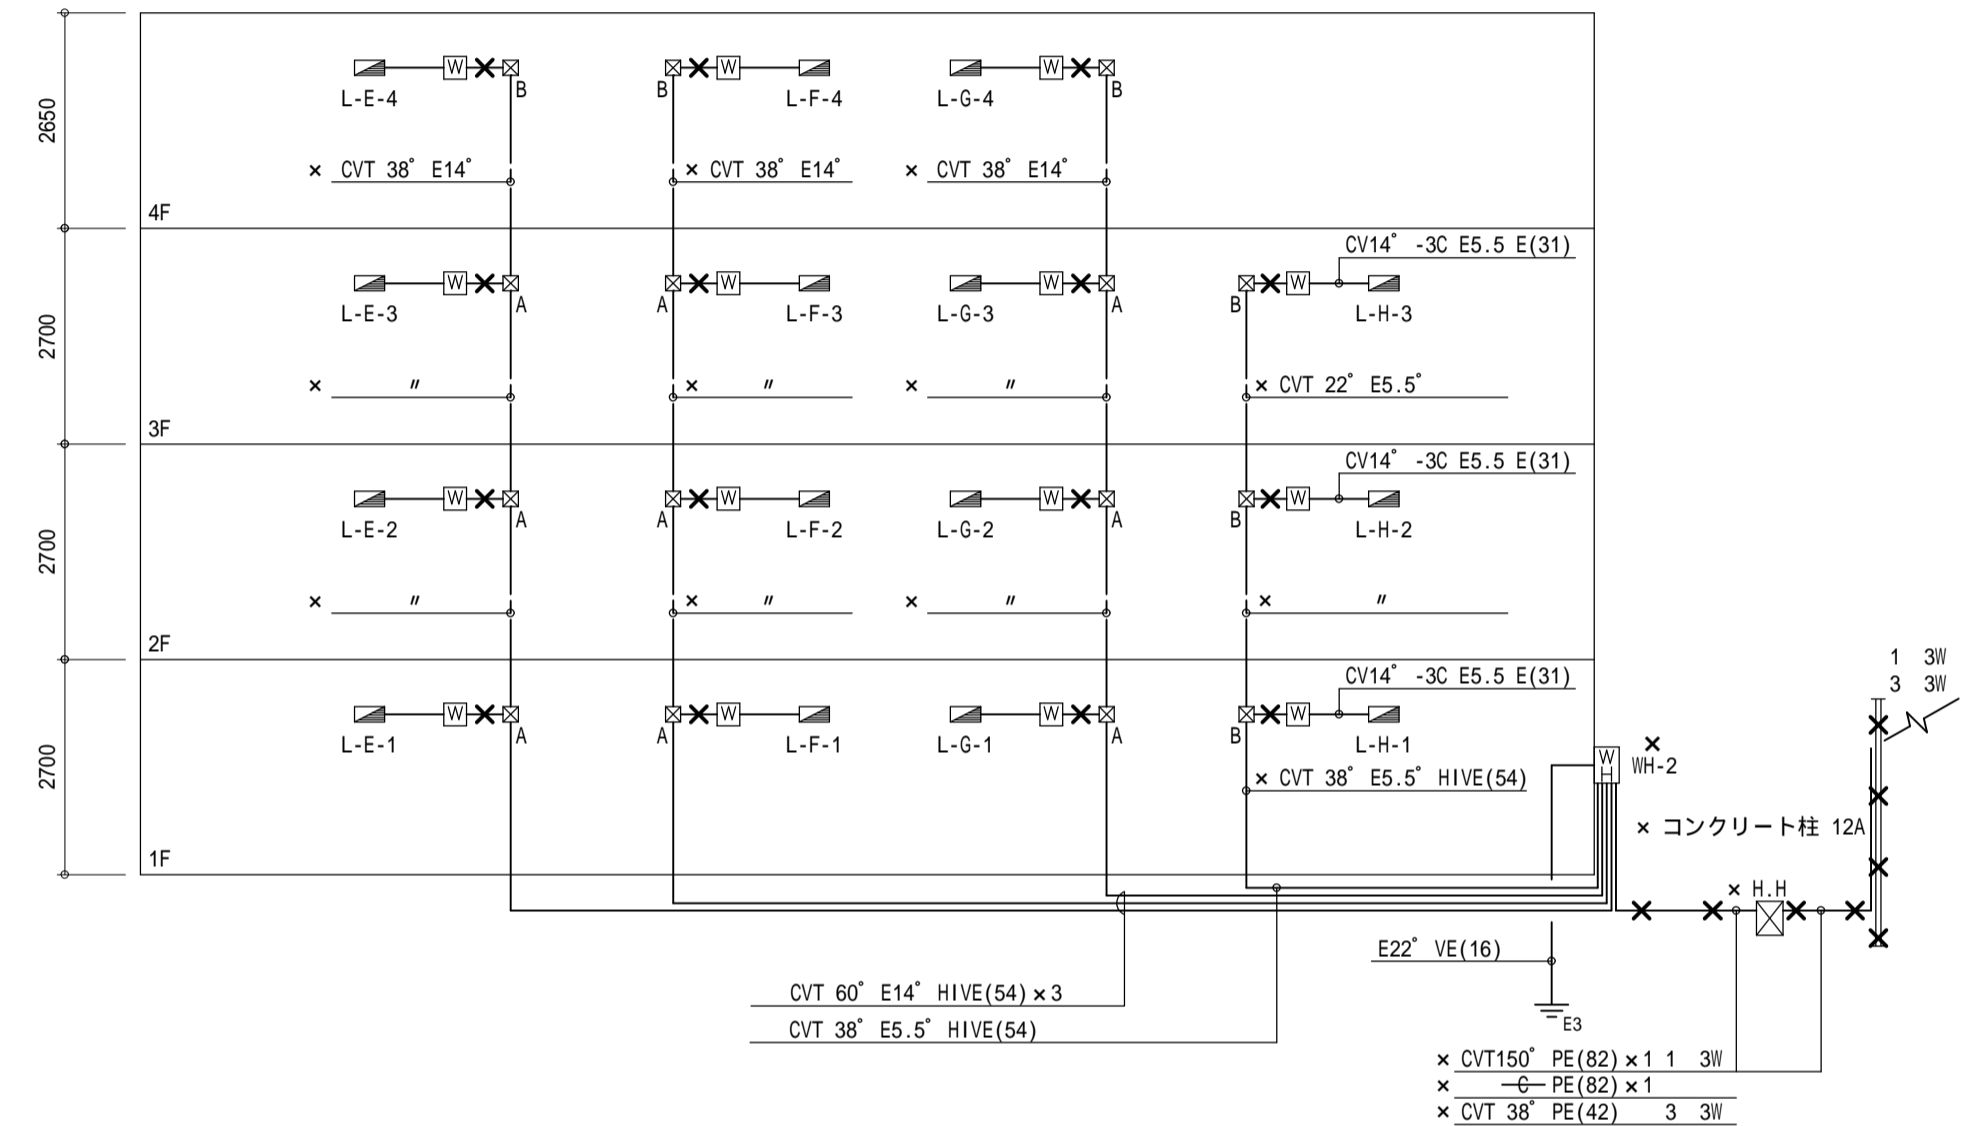 2650
W W W
B B B
L-E-4 L-F-4 L-G-4
× CVT 38° E14° × CVT 38° E14° × CVT 38° E14°
4F
CV14° -3C E5.5 E(31)
2700
W W W W
A A A B
L-E-3 L-F-3 L-G-3 L-H-3
× 〃 × 〃 × 〃 × CVT 22° E5.5°
3F
CV14° -3C E5.5 E(31)
2700
W W W W
A A A B
L-E-2 L-F-2 L-G-2 L-H-2
× 〃 × 〃 × 〃 × 〃
2F
CV14° -3C E5.5 E(31)
1 3W
3 3W
2700
W W W W
A A A B
L-E-1 L-F-1 L-G-1 L-H-1
× CVT 38° E5.5° HIVE(54)
WH
×
WH-2
× コンクリート柱 12A
1F
× H.H
E22° VE(16)
CVT 60° E14° HIVE(54)×3
CVT 38° E5.5° HIVE(54)
E3
× CVT150° PE(82)×1 1 3W
× C PE(82)×1
× CVT 38° PE(42) 3 3W